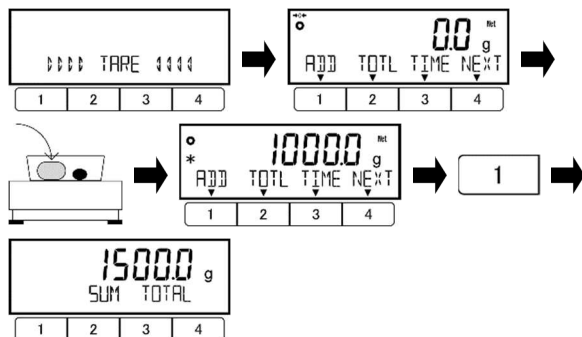 TARE
1 2 3 4
→0← Net
0.0 g
ADD TOTL TIME NEXT
1 2 3 4
Net
* 1000.0 g
ADD TOTL TIME NEXT
1 2 3 4
1
1500.0 g
SUM TOTAL
1 2 3 4